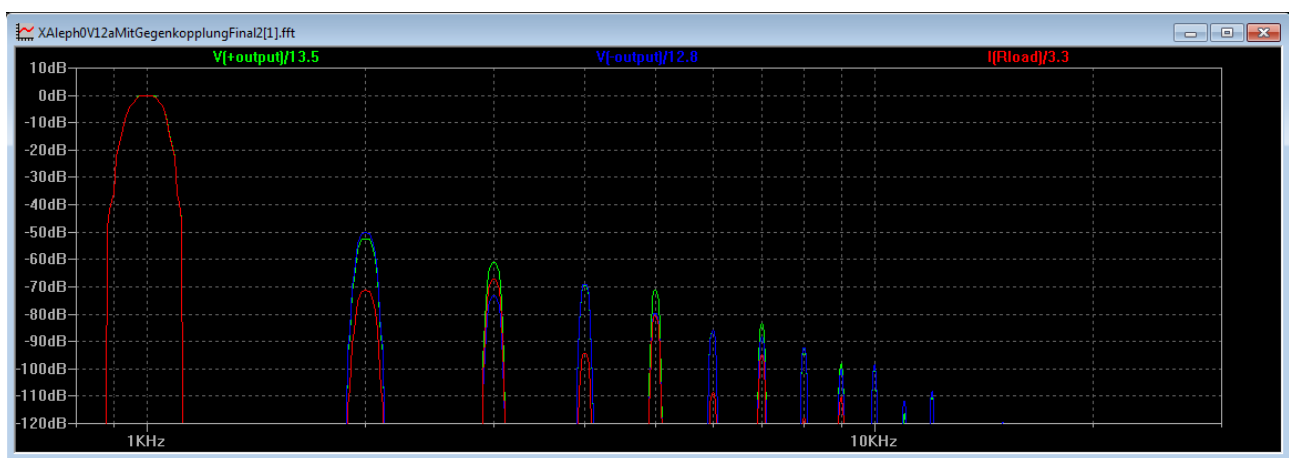 XAleph0V12aMitGegenkopplungFinal2[1].fft
V(+output)/13.5 V(-output)/12.8 I(Rload)/3.3
10dB
0dB
-10dB
-20dB
-30dB
-40dB
-50dB
-60dB
-70dB
-80dB
-90dB
-100dB
-110dB
-120dB
1KHz 10KHz